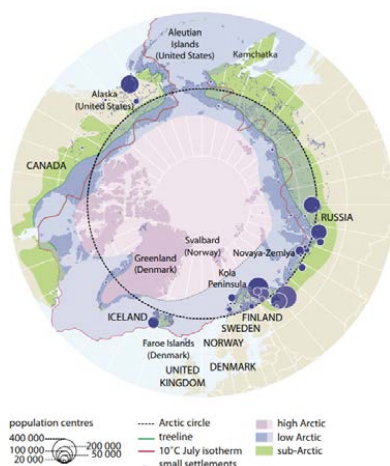 Aleutian
Islands
(United States)
Kamchatka
Alaska
(United States)
CANADA
RUSSIA
Svalbard
(Norway)
Novaya-Zemlya
Greenland
(Denmark)
Kola
Peninsula
ICELAND
FINLAND
SWEDEN
Faroe Islands
(Denmark)
NORWAY
UNITED
KINGDOM
DENMARK
population centres
400 000
200 000
100 000
50 000
20 000
Arctic circle
treeline
10°C July isotherm
small settlements
high Arctic
low Arctic
sub-Arctic